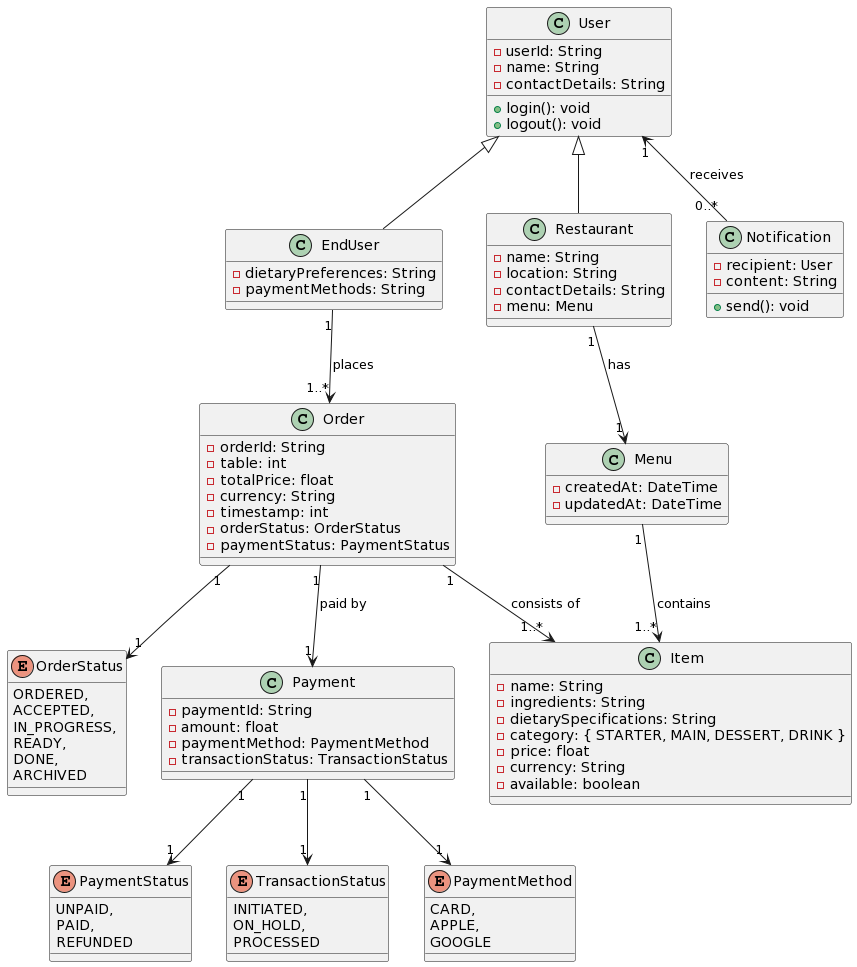 C User
userId: String
name: String
contactDetails: String
login(): void
logout(): void
1
receives
0..*
C EndUser
dietaryPreferences: String
paymentMethods: String
C Restaurant
name: String
location: String
contactDetails: String
menu: Menu
C Notification
recipient: User
content: String
send(): void
1
places
1..*
1
has
1
C Order
orderId: String
table: int
totalPrice: float
currency: String
timestamp: int
orderStatus: OrderStatus
paymentStatus: PaymentStatus
C Menu
createdAt: DateTime
updatedAt: DateTime
1
1
1
paid by
1
1
consists of
1..*
1
contains
1..*
E OrderStatus
ORDERED,
ACCEPTED,
IN_PROGRESS,
READY,
DONE,
ARCHIVED
C Payment
paymentId: String
amount: float
paymentMethod: PaymentMethod
transactionStatus: TransactionStatus
C Item
name: String
ingredients: String
dietarySpecifications: String
category: { STARTER, MAIN, DESSERT, DRINK }
price: float
currency: String
available: boolean
1
1
1
1
1
1
E PaymentStatus
UNPAID,
PAID,
REFUNDED
E TransactionStatus
INITIATED,
ON_HOLD,
PROCESSED
E PaymentMethod
CARD,
APPLE,
GOOGLE